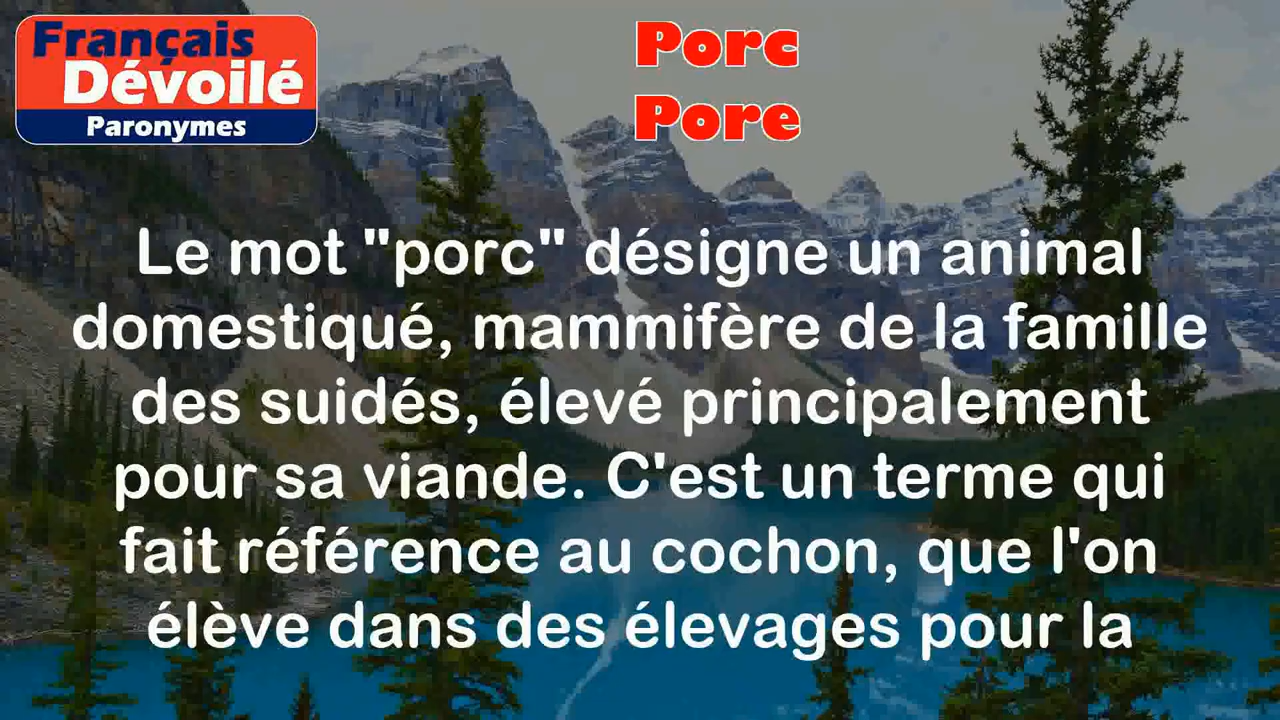 Français
Dévoilé
Paronymes
Porc
Pore
Le mot "porc" désigne un animal
domestiqué, mammifère de la famille
des suidés, élevé principalement
pour sa viande. C'est un terme qui
fait référence au cochon, que l'on
élève dans des élevages pour la